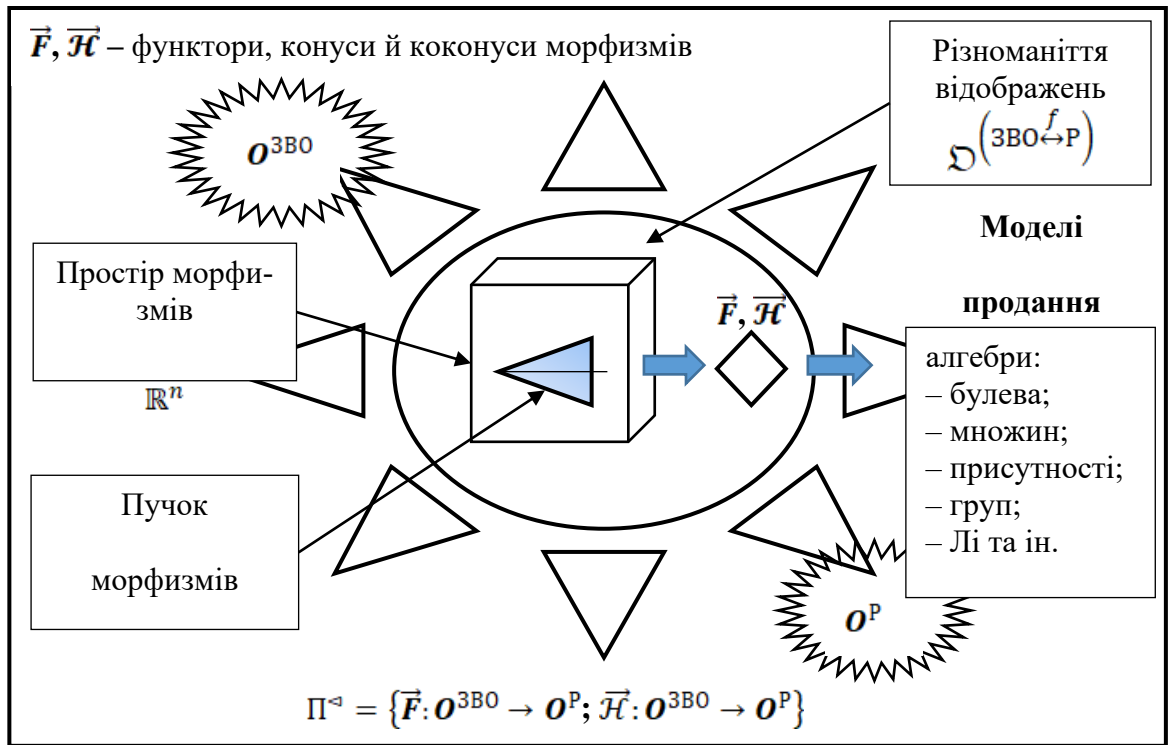 F⃗, ℋ⃗ – функтори, конуси й коконуси морфизмів
Різноманіття
відображень
𝔇^(ЗВО f↔ Р)
O^ЗВО
Моделі
продання
Простір морфи-
змів
ℝⁿ
F⃗, ℋ⃗
алгебри:
– булева;
– множин;
– присутності;
– груп;
– Лі та ін.
Пучок
морфизмів
O^Р
Π^⊲ = {F⃗: O^ЗВО → O^Р; ℋ⃗: O^ЗВО → O^Р}